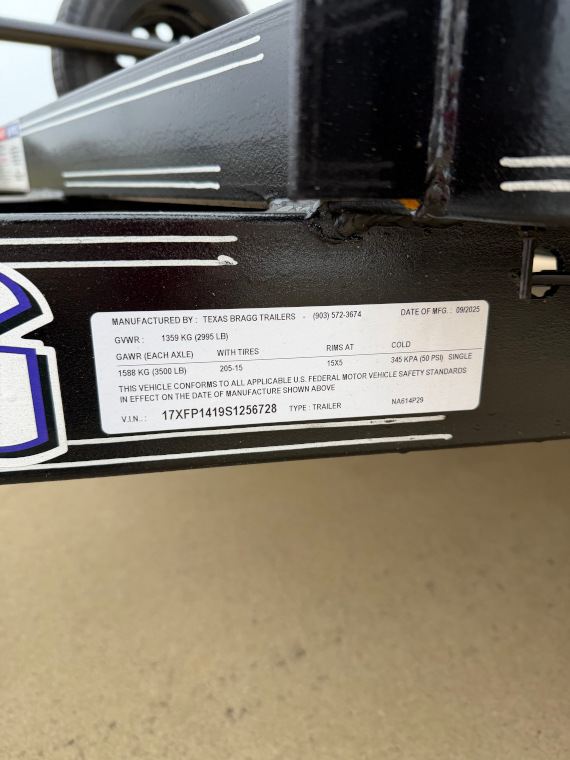 MANUFACTURED BY : TEXAS BRAGG TRAILERS - (903) 572-3674 DATE OF MFG. : 09/2025
GVWR : 1359 KG (2995 LB)
GAWR (EACH AXLE) WITH TIRES RIMS AT COLD
1588 KG (3500 LB) 205-15 15X5 345 KPA (50 PSI) SINGLE
THIS VEHICLE CONFORMS TO ALL APPLICABLE U.S. FEDERAL MOTOR VEHICLE SAFETY STANDARDS
IN EFFECT ON THE DATE OF MANUFACTURE SHOWN ABOVE
V.I.N. : 17XFP1419S1256728 TYPE : TRAILER NA614P29